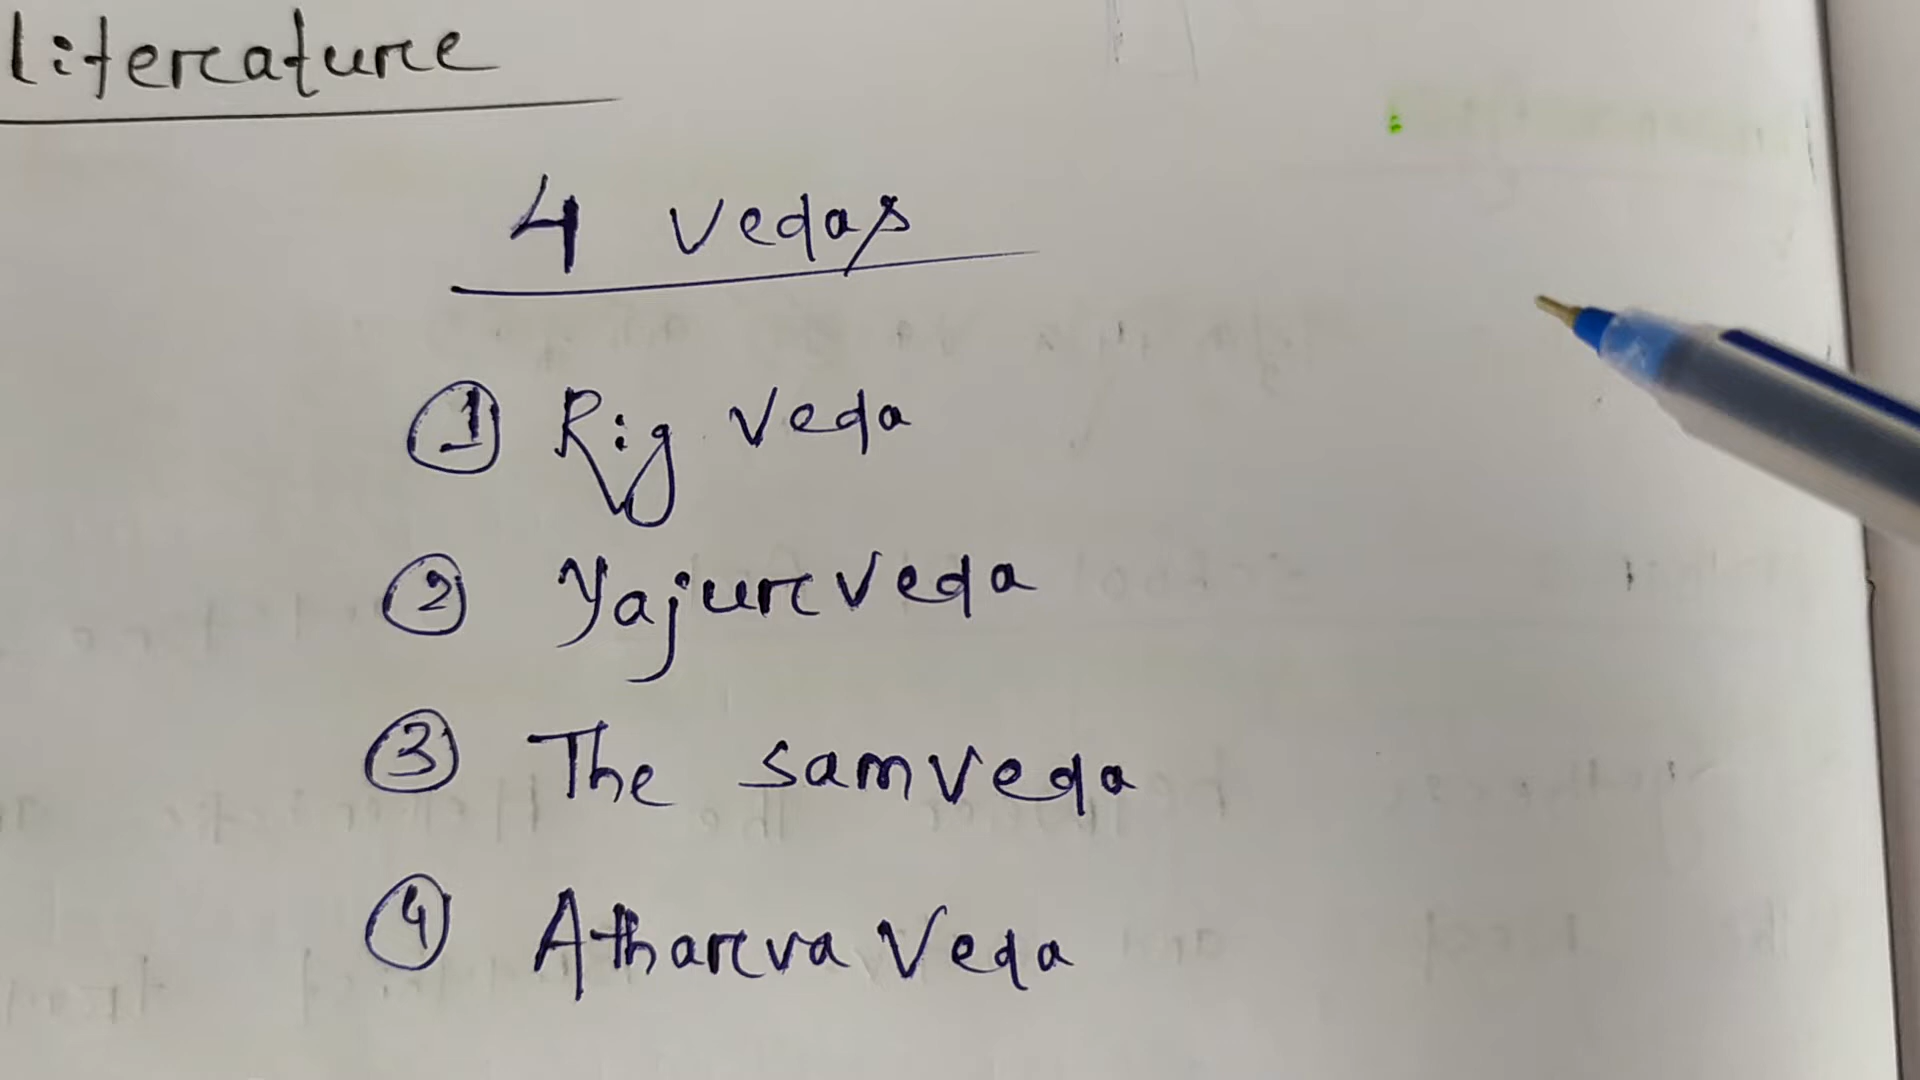 Literature
4 Vedas
① Rig Veda
② Yajurveda
③ The samveda
④ Atharva Veda